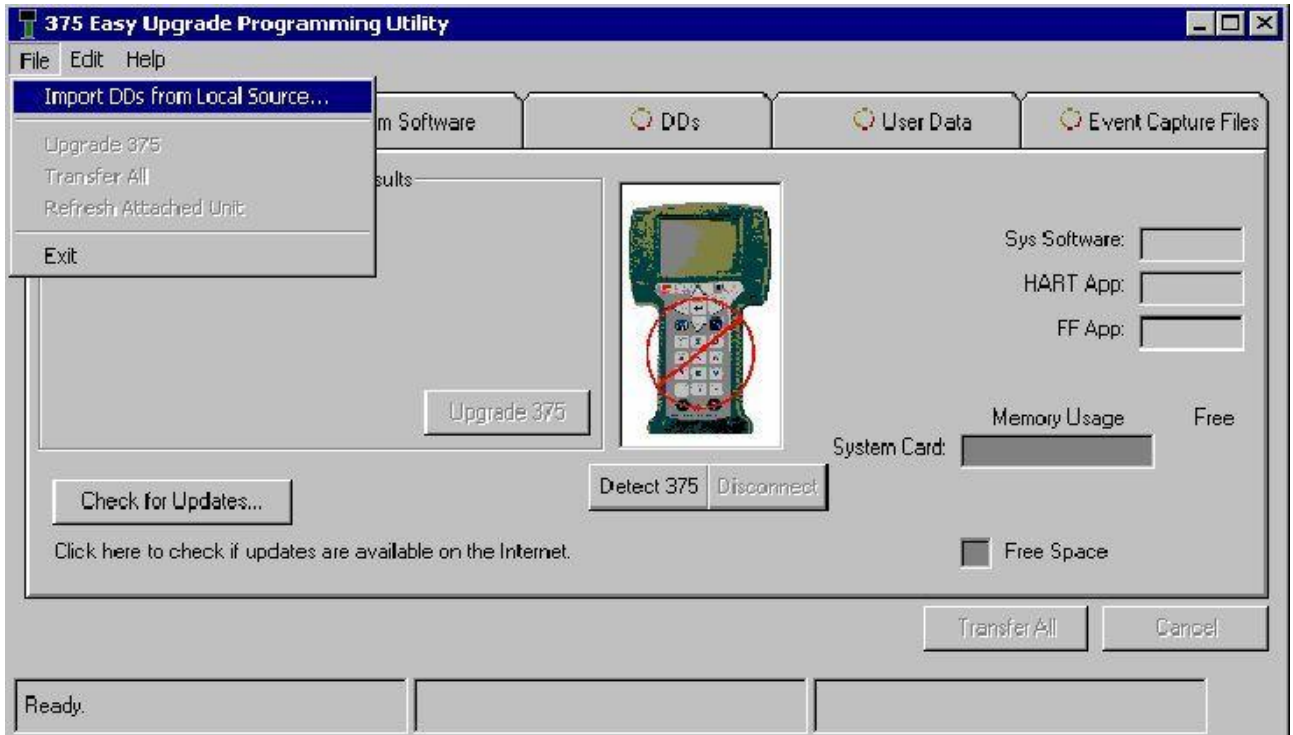 375 Easy Upgrade Programming Utility
File Edit Help
Import DDs from Local Source...
Upgrade 375
Transfer All
Refresh Attached Unit
Exit
m Software
DDs
User Data
Event Capture Files
sults
Sys Software:
HART App:
FF App:
Upgrade 375
Memory Usage Free
System Card:
Detect 375 Disconnect
Check for Updates...
Click here to check if updates are available on the Internet.
Free Space
Transfer All Cancel
Ready.